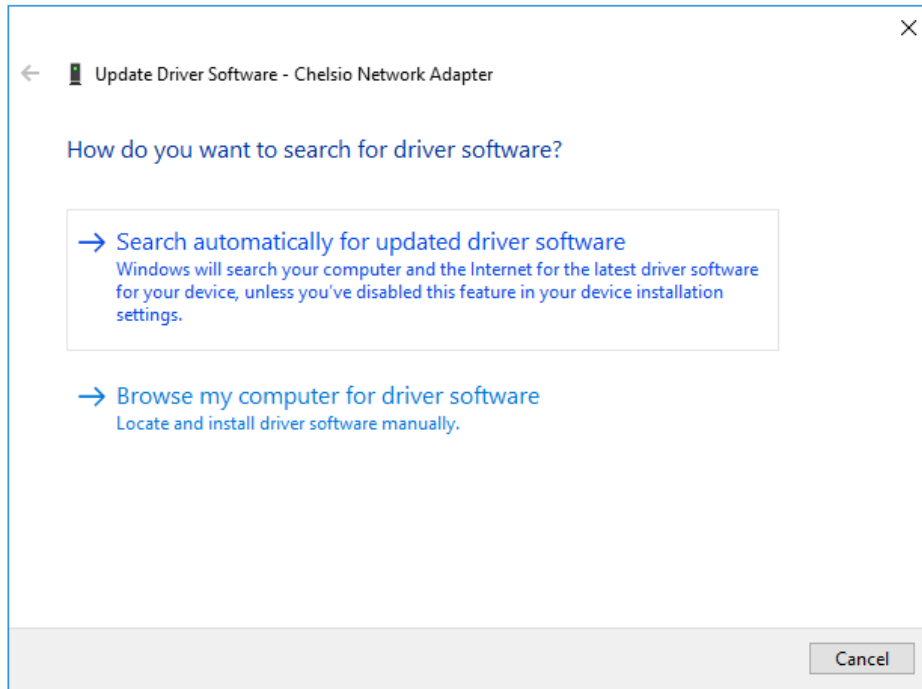 Update Driver Software - Chelsio Network Adapter
How do you want to search for driver software?
Search automatically for updated driver software
Windows will search your computer and the Internet for the latest driver software
for your device, unless you've disabled this feature in your device installation
settings.
Browse my computer for driver software
Locate and install driver software manually.
Cancel